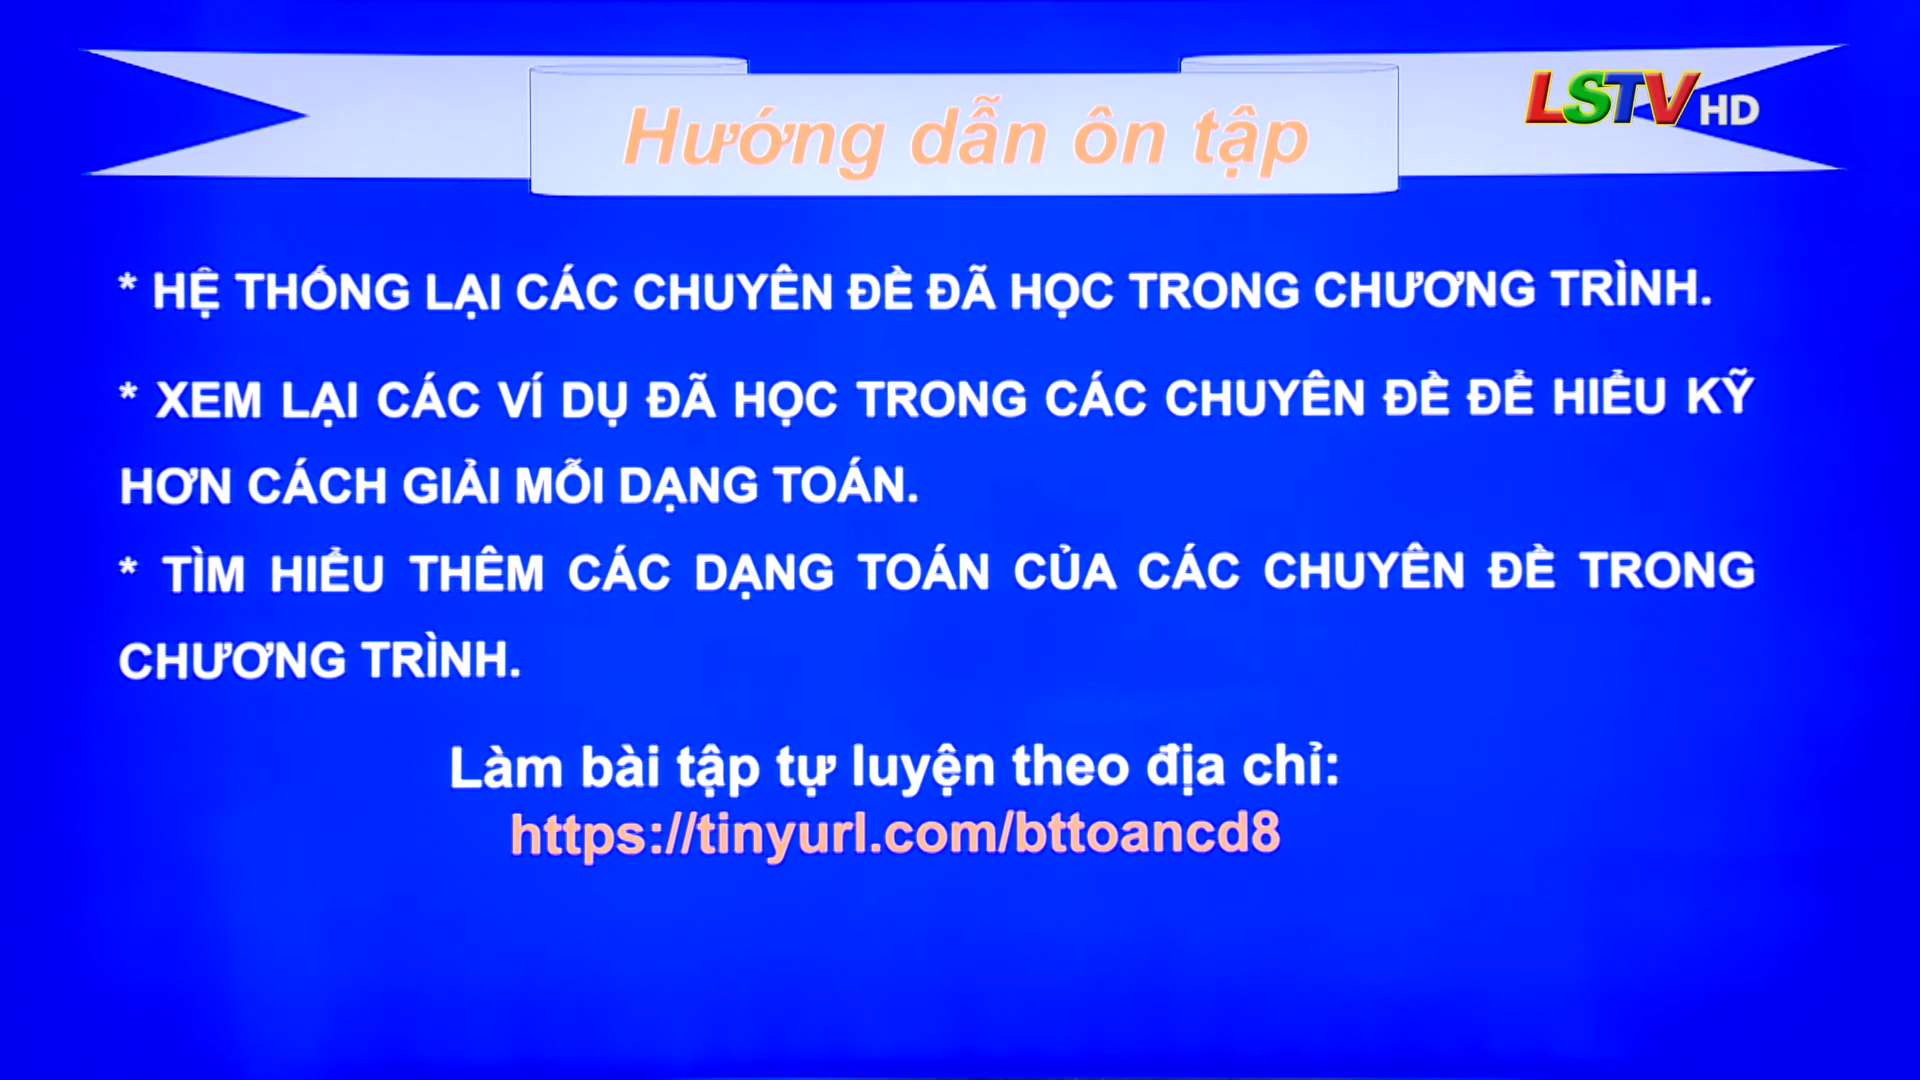 LSTV HD
Hướng dẫn ôn tập
* HỆ THỐNG LẠI CÁC CHUYÊN ĐỀ ĐÃ HỌC TRONG CHƯƠNG TRÌNH.
* XEM LẠI CÁC VÍ DỤ ĐÃ HỌC TRONG CÁC CHUYÊN ĐỀ ĐỂ HIỂU KỸ
HƠN CÁCH GIẢI MỖI DẠNG TOÁN.
* TÌM HIỂU THÊM CÁC DẠNG TOÁN CỦA CÁC CHUYÊN ĐỀ TRONG
CHƯƠNG TRÌNH.
Làm bài tập tự luyện theo địa chỉ:
https://tinyurl.com/bttoancd8